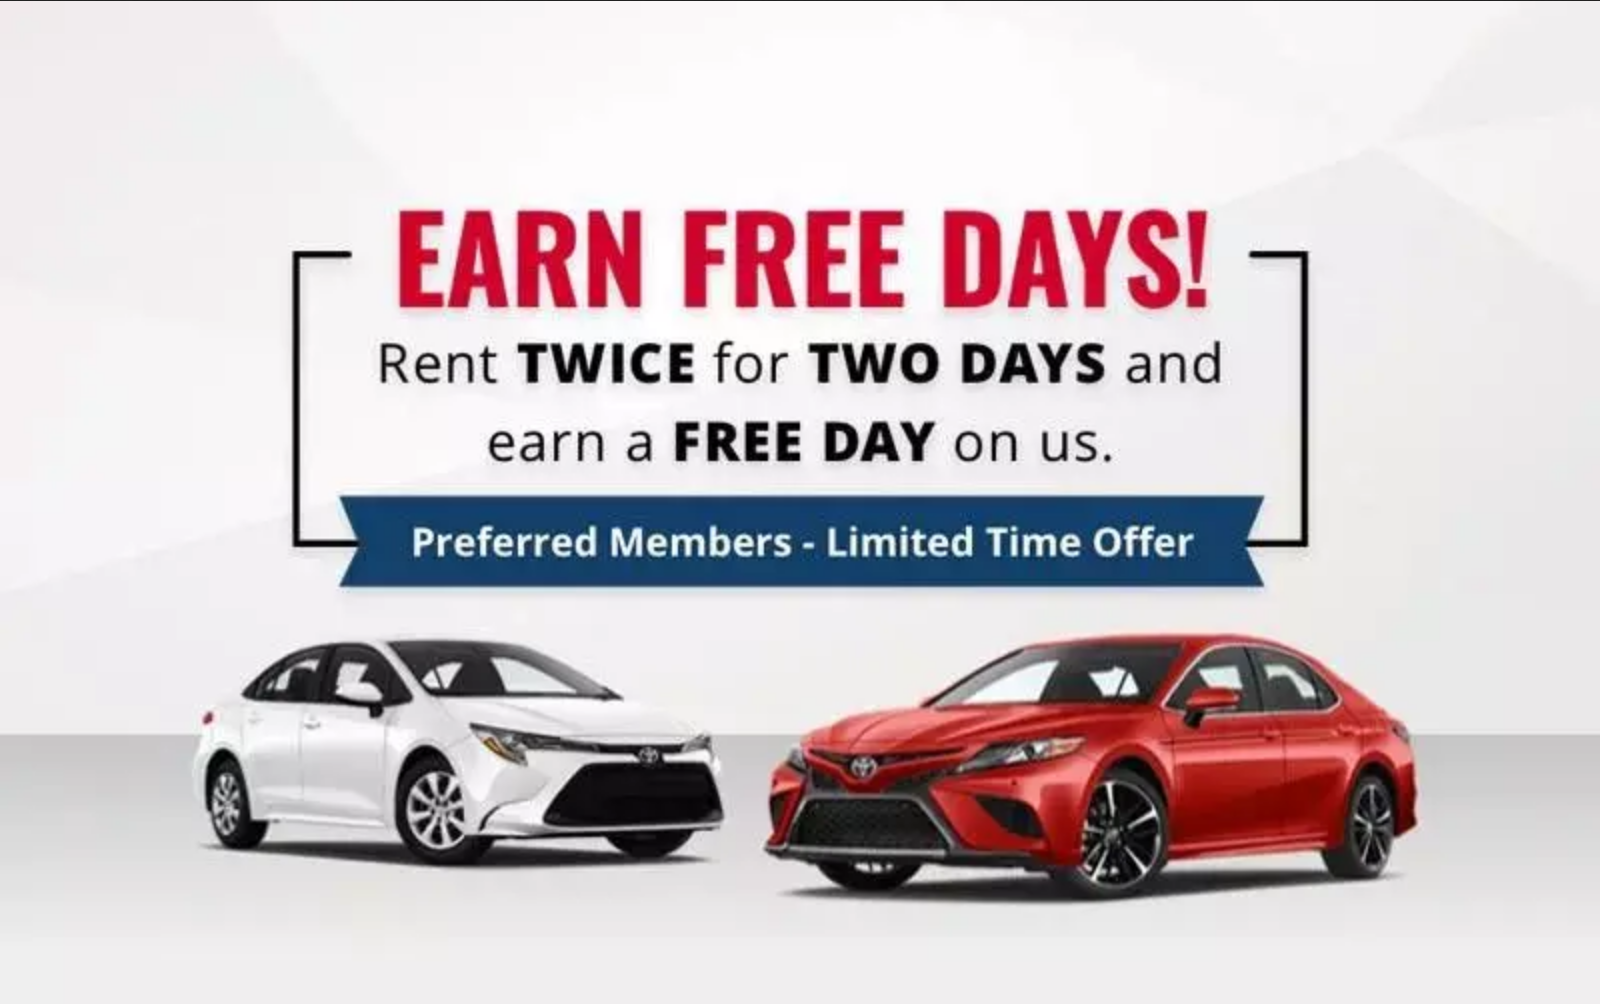 EARN FREE DAYS!
Rent TWICE for TWO DAYS and
earn a FREE DAY on us.
Preferred Members - Limited Time Offer